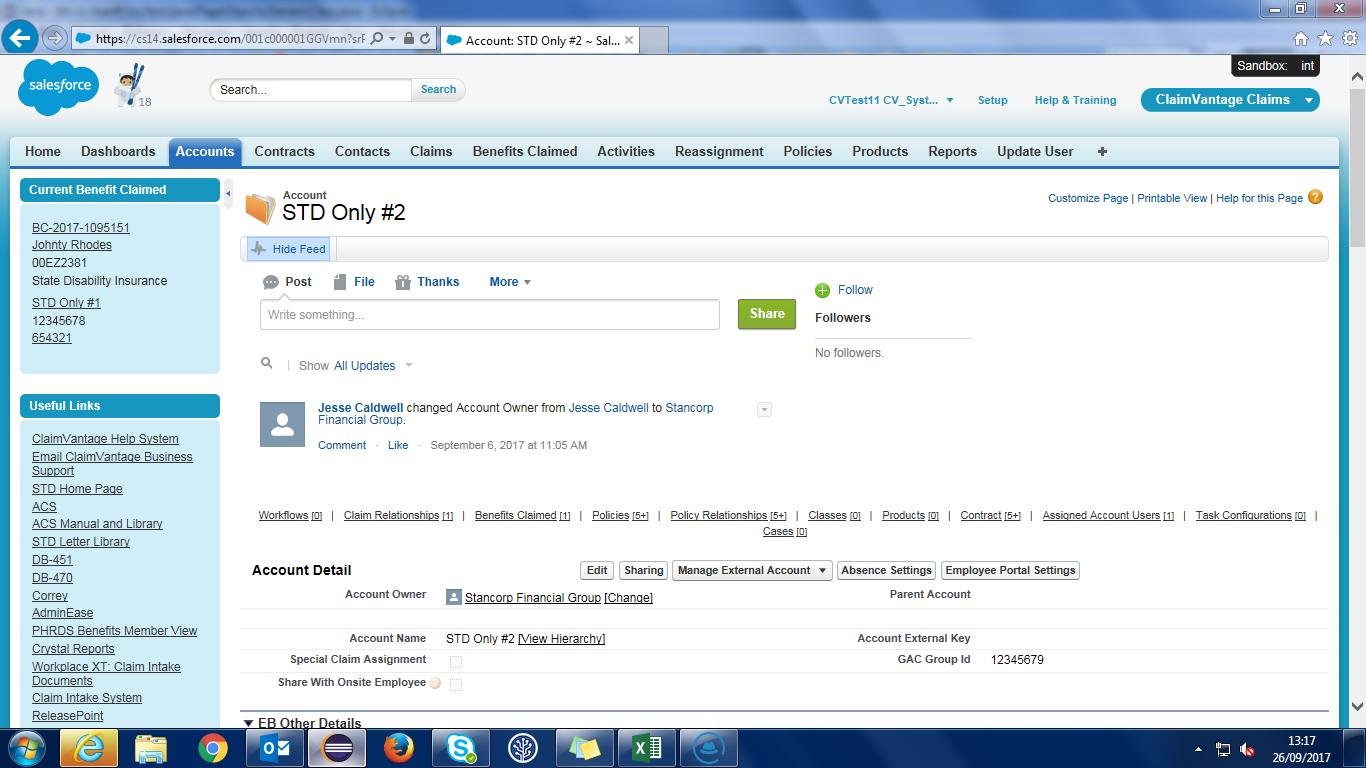 https://cs14.salesforce.com/001c000001GGVmn?srF
Account: STD Only #2 ~ Sal...
Sandbox: int
salesforce
18
Search...
Search
CVTest11 CV_Syst...
Setup
Help & Training
ClaimVantage Claims
Home Dashboards Accounts Contracts Contacts Claims Benefits Claimed Activities Reassignment Policies Products Reports Update User +
Current Benefit Claimed
BC-2017-1095151
Johnty Rhodes
00EZ2381
State Disability Insurance
STD Only #1
12345678
654321
Useful Links
ClaimVantage Help System
Email ClaimVantage Business
Support
STD Home Page
ACS
ACS Manual and Library
STD Letter Library
DB-451
DB-470
Correy
AdminEase
PHRDS Benefits Member View
Crystal Reports
Workplace XT: Claim Intake
Documents
Claim Intake System
ReleasePoint
Account
STD Only #2
Customize Page | Printable View | Help for this Page ?
Hide Feed
Post File Thanks More
Write something...
Share
Follow
Followers
No followers.
Show All Updates
Jesse Caldwell changed Account Owner from Jesse Caldwell to Stancorp
Financial Group.
Comment · Like · September 6, 2017 at 11:05 AM
Workflows [0] | Claim Relationships [1] | Benefits Claimed [1] | Policies [5+] | Policy Relationships [5+] | Classes [0] | Products [0] | Contract [5+] | Assigned Account Users [1] | Task Configurations [0] |
Cases [0]
Account Detail
Edit Sharing Manage External Account Absence Settings Employee Portal Settings
Account Owner Stancorp Financial Group [Change] Parent Account
Account Name STD Only #2 [View Hierarchy] Account External Key
Special Claim Assignment GAC Group Id 12345679
Share With Onsite Employee ?
EB Other Details
13:17
26/09/2017